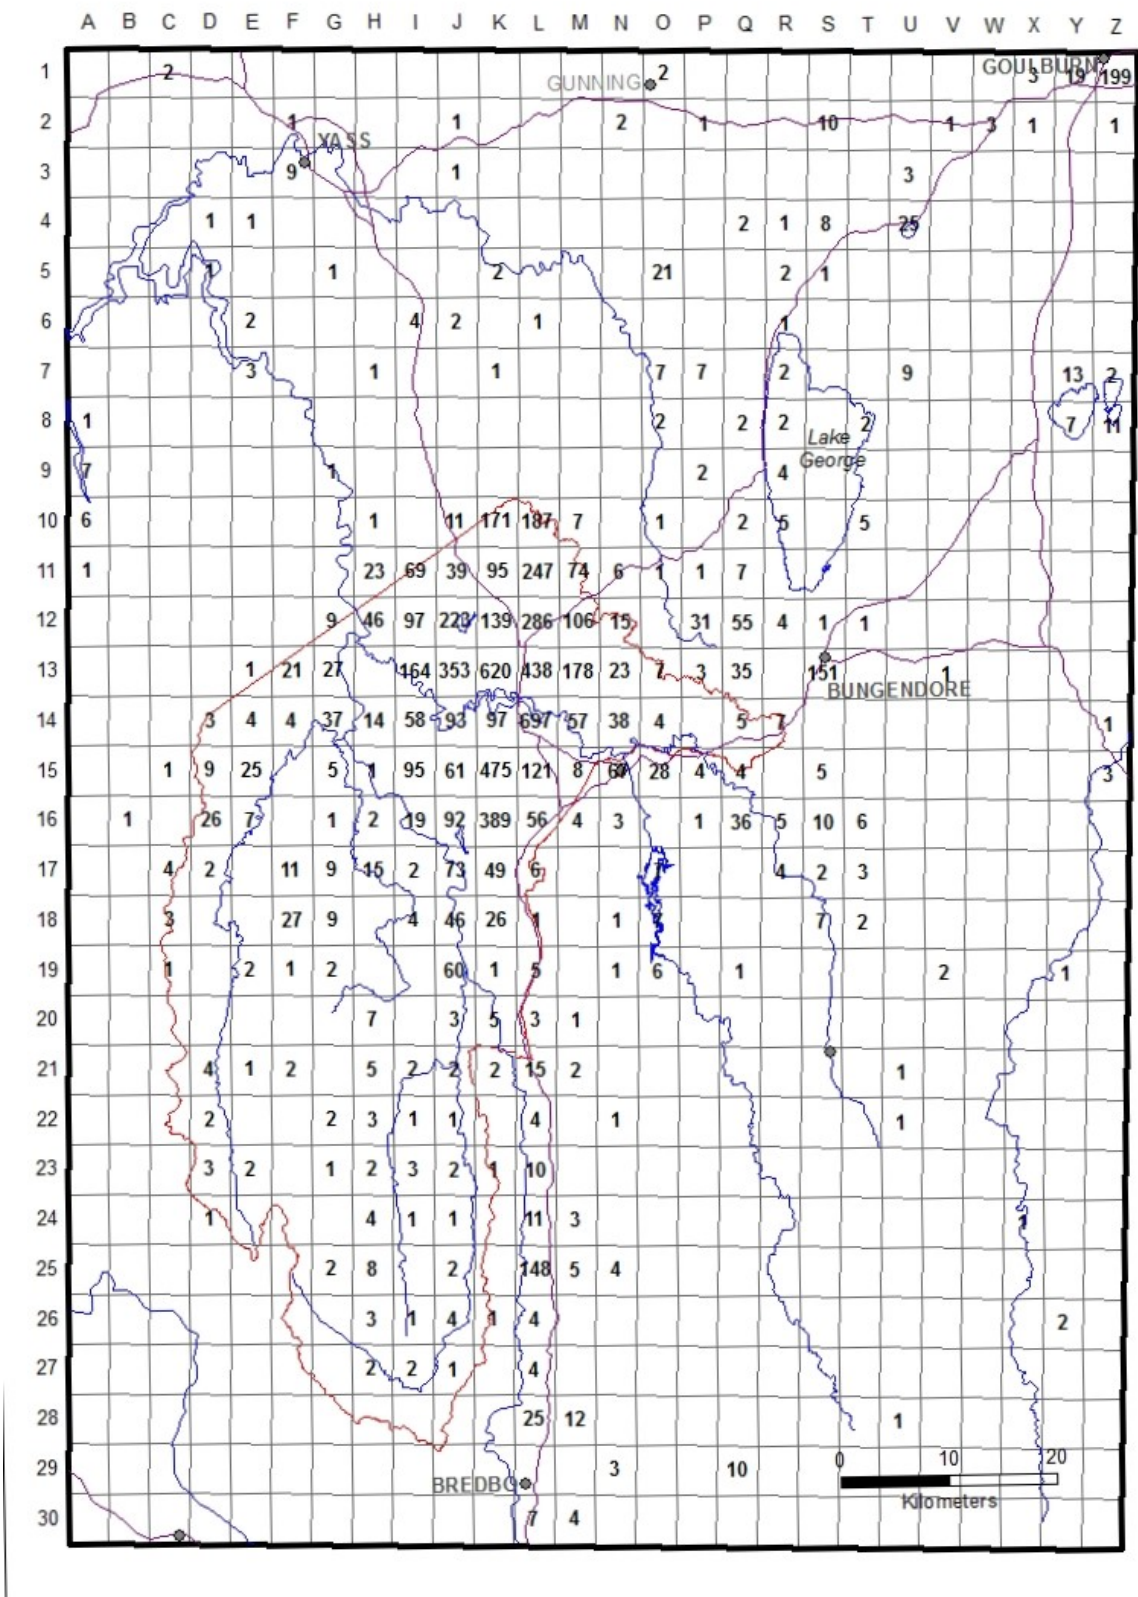 A B C D E F G H I J K L M N O P Q R S T U V W X Y Z
1 2 GUNNING 2 GOULBURN 3 19 199
2 1 1 2 1 10 1 3 1 1
YASS
3 9 1 3
4 1 1 2 1 8 25
5 1 1 2 21 2 1
6 2 4 2 1 1
7 3 1 1 7 7 2 9 13 2
8 1 2 2 2 2 7 11
Lake
George
9 7 1 2 4
10 6 1 11 171 187 7 1 2 5 5
11 1 23 69 39 95 247 74 6 1 1 7
12 9 46 97 223 139 286 106 15 31 55 4 1 1
13 1 21 27 164 353 620 438 178 23 7 3 35 151 1
BUNGENDORE
14 3 4 4 37 14 58 93 97 697 57 38 4 5 7 1
15 1 9 25 5 1 95 61 475 121 8 67 28 4 4 5 3
16 1 26 7 1 2 19 92 389 56 4 3 1 36 5 10 6
17 4 2 11 9 15 2 73 49 6 4 2 3
18 3 27 9 4 46 26 1 1 7 2
19 1 2 1 2 60 1 5 1 6 1 2 1
20 7 3 5 3 1
21 4 1 2 5 2 2 2 15 2 1
22 2 2 3 1 1 4 1 1
23 3 2 1 2 3 2 1 10
24 1 4 1 1 11 3 1
25 2 8 2 148 5 4
26 3 1 4 1 4 2
27 2 2 1 4
28 25 12 1
29 BREDBO 3 10 0 10 20
Kilometers
30 7 4